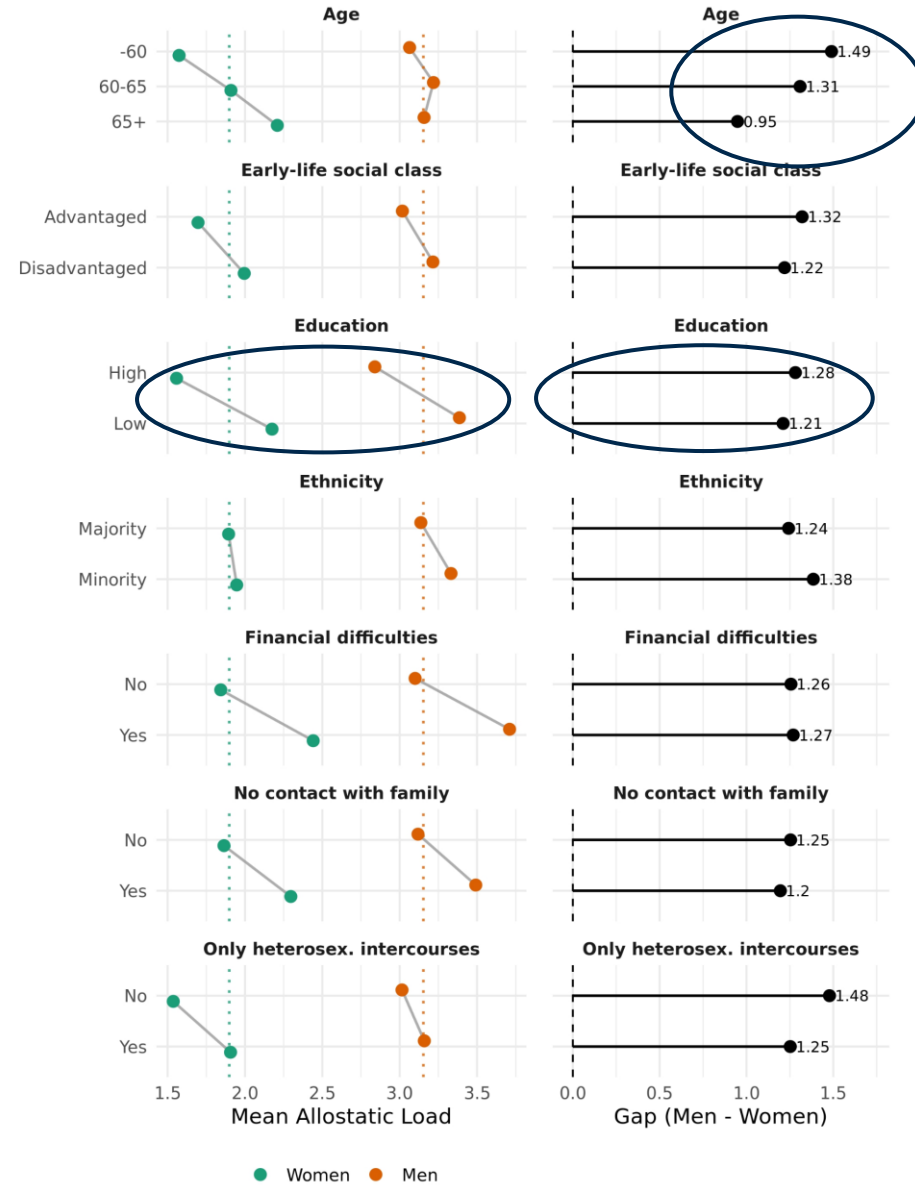 Age Age
-60 1.49
60-65 1.31
65+ 0.95
Early-life social class Early-life social class
Advantaged 1.32
Disadvantaged 1.22
Education Education
High 1.28
Low 1.21
Ethnicity Ethnicity
Majority 1.24
Minority 1.38
Financial difficulties Financial difficulties
No 1.26
Yes 1.27
No contact with family No contact with family
No 1.25
Yes 1.2
Only heterosex. intercourses Only heterosex. intercourses
No 1.48
Yes 1.25
1.5 2.0 2.5 3.0 3.5 0.0 0.5 1.0 1.5
Mean Allostatic Load Gap (Men - Women)
Women Men